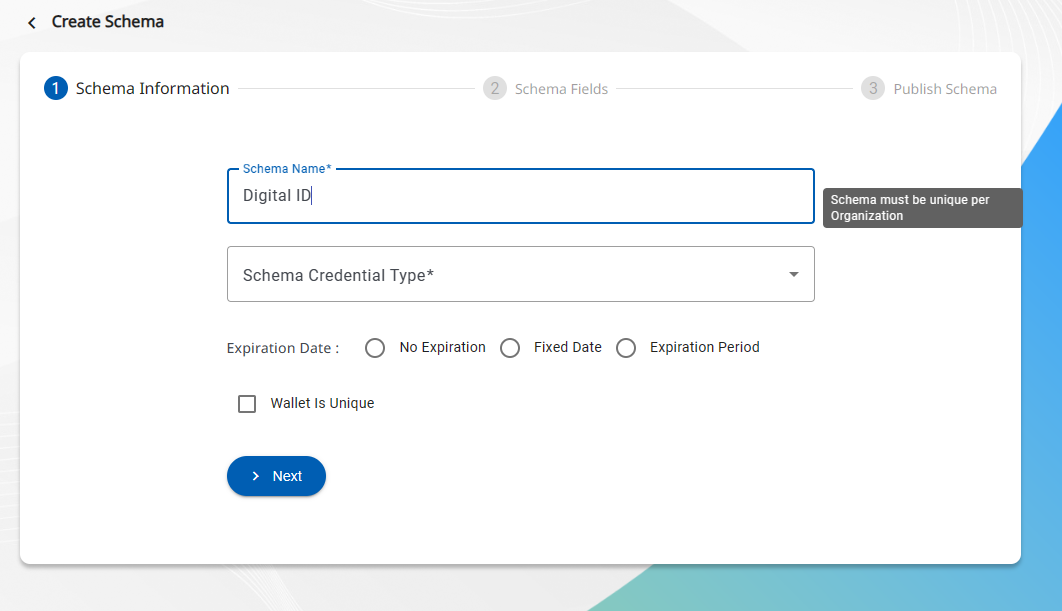 Create Schema
1 Schema Information
2 Schema Fields
3 Publish Schema
Schema Name*
Digital ID
Schema must be unique per
Organization
Schema Credential Type*
Expiration Date :
No Expiration
Fixed Date
Expiration Period
Wallet Is Unique
Next